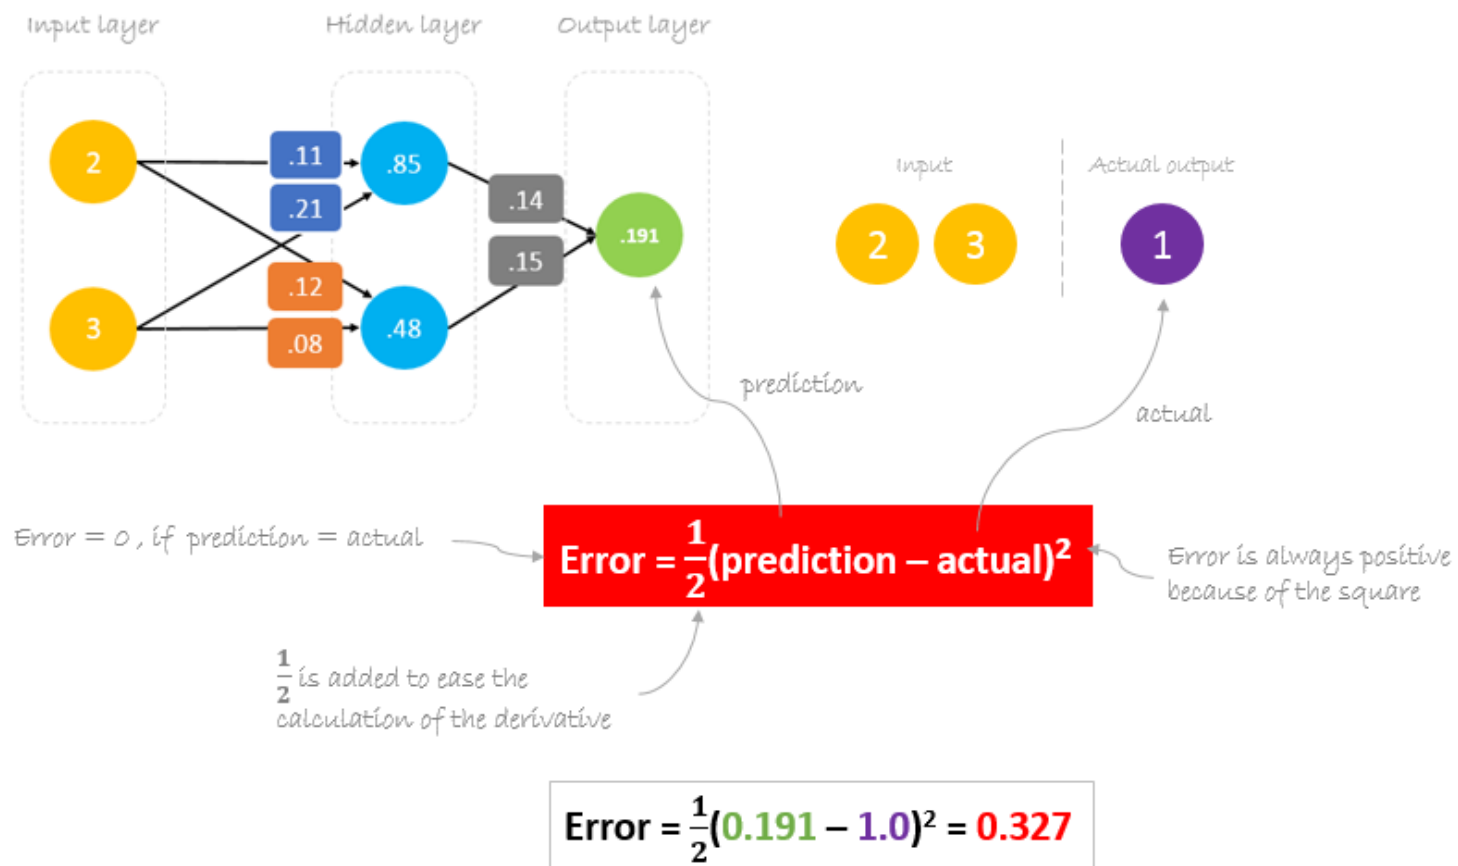 Input layer
Hidden layer
Output layer
2
.11
.85
.21
.14
.191
.15
.12
3
.08
.48
Input
Actual output
2 3
1
prediction
actual
Error = 0 , if prediction = actual
Error = 1/2 (prediction – actual)²
Error is always positive
because of the square
1/2 is added to ease the
calculation of the derivative
Error = 1/2 (0.191 – 1.0)² = 0.327